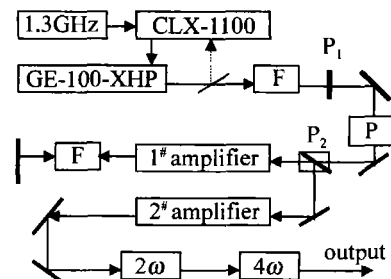 1.3GHz CLX-1100
GE-100-XHP F P₁
P
F 1# amplifier P₂
2# amplifier
2ω 4ω output